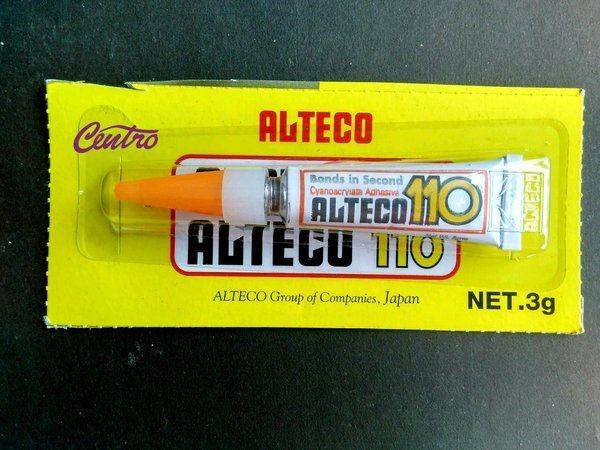 Centro
ALTECO
Bonds in Second
Cyanoacrylate Adhesive
ALTECO 110
ALTECO
ALTECO 110
ALTECO Group of Companies, Japan
NET.3g